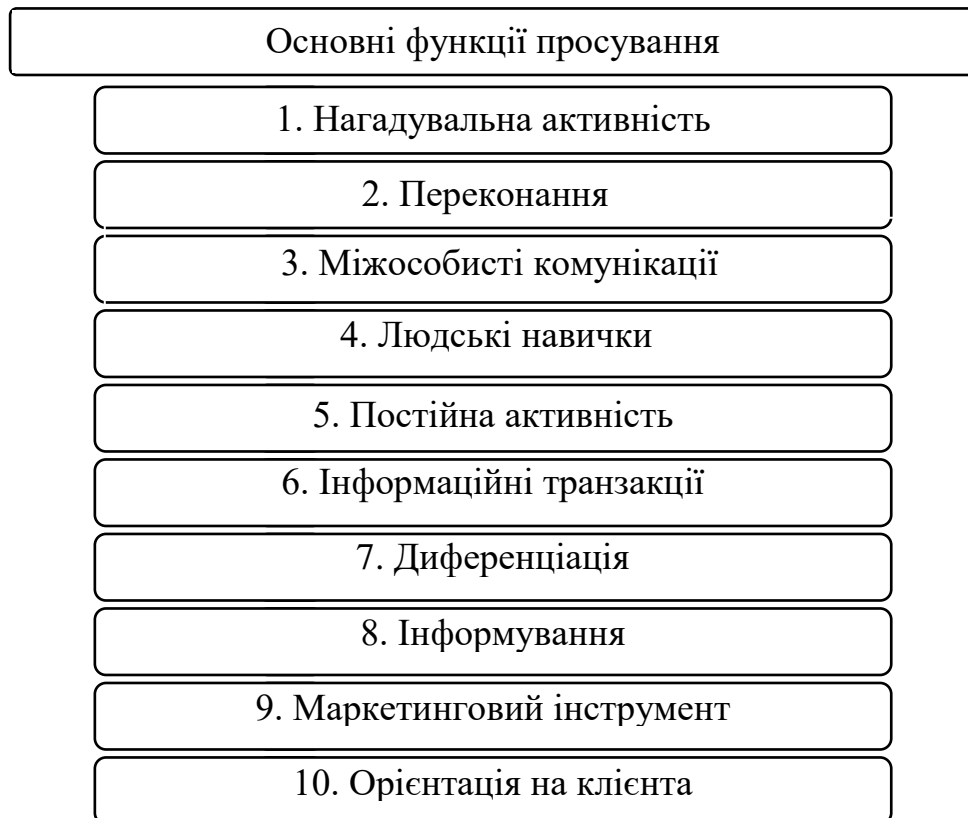 Основні функції просування
1. Нагадувальна активність
2. Переконання
3. Міжособисті комунікації
4. Людські навички
5. Постійна активність
6. Інформаційні транзакції
7. Диференціація
8. Інформування
9. Маркетинговий інструмент
10. Орієнтація на клієнта